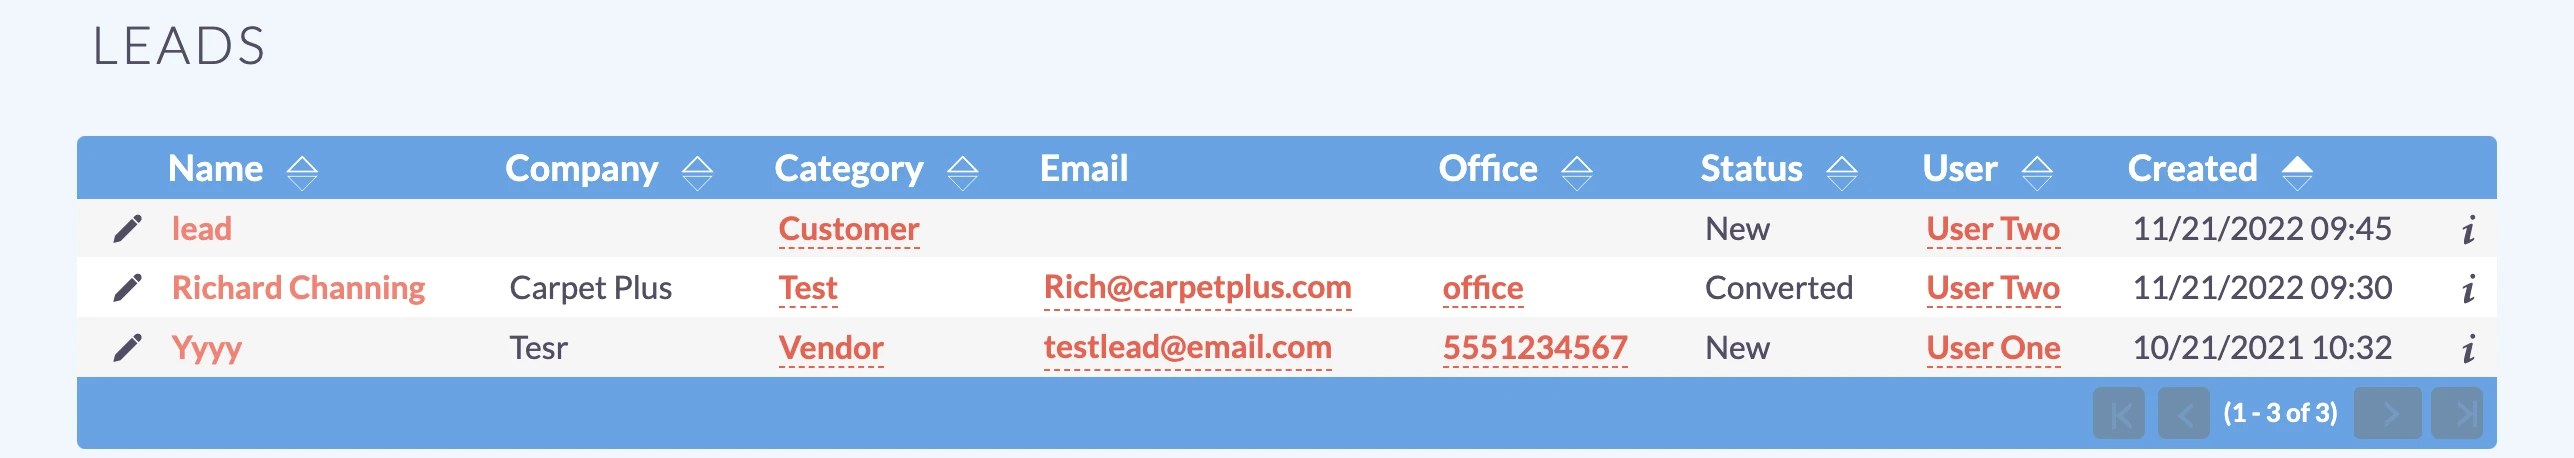 LEADS
Name Company Category Email Office Status User Created
lead Customer New User Two 11/21/2022 09:45 i
Richard Channing Carpet Plus Test Rich@carpetplus.com office Converted User Two 11/21/2022 09:30 i
Yyyy Tesr Vendor testlead@email.com 5551234567 New User One 10/21/2021 10:32 i
(1 - 3 of 3)